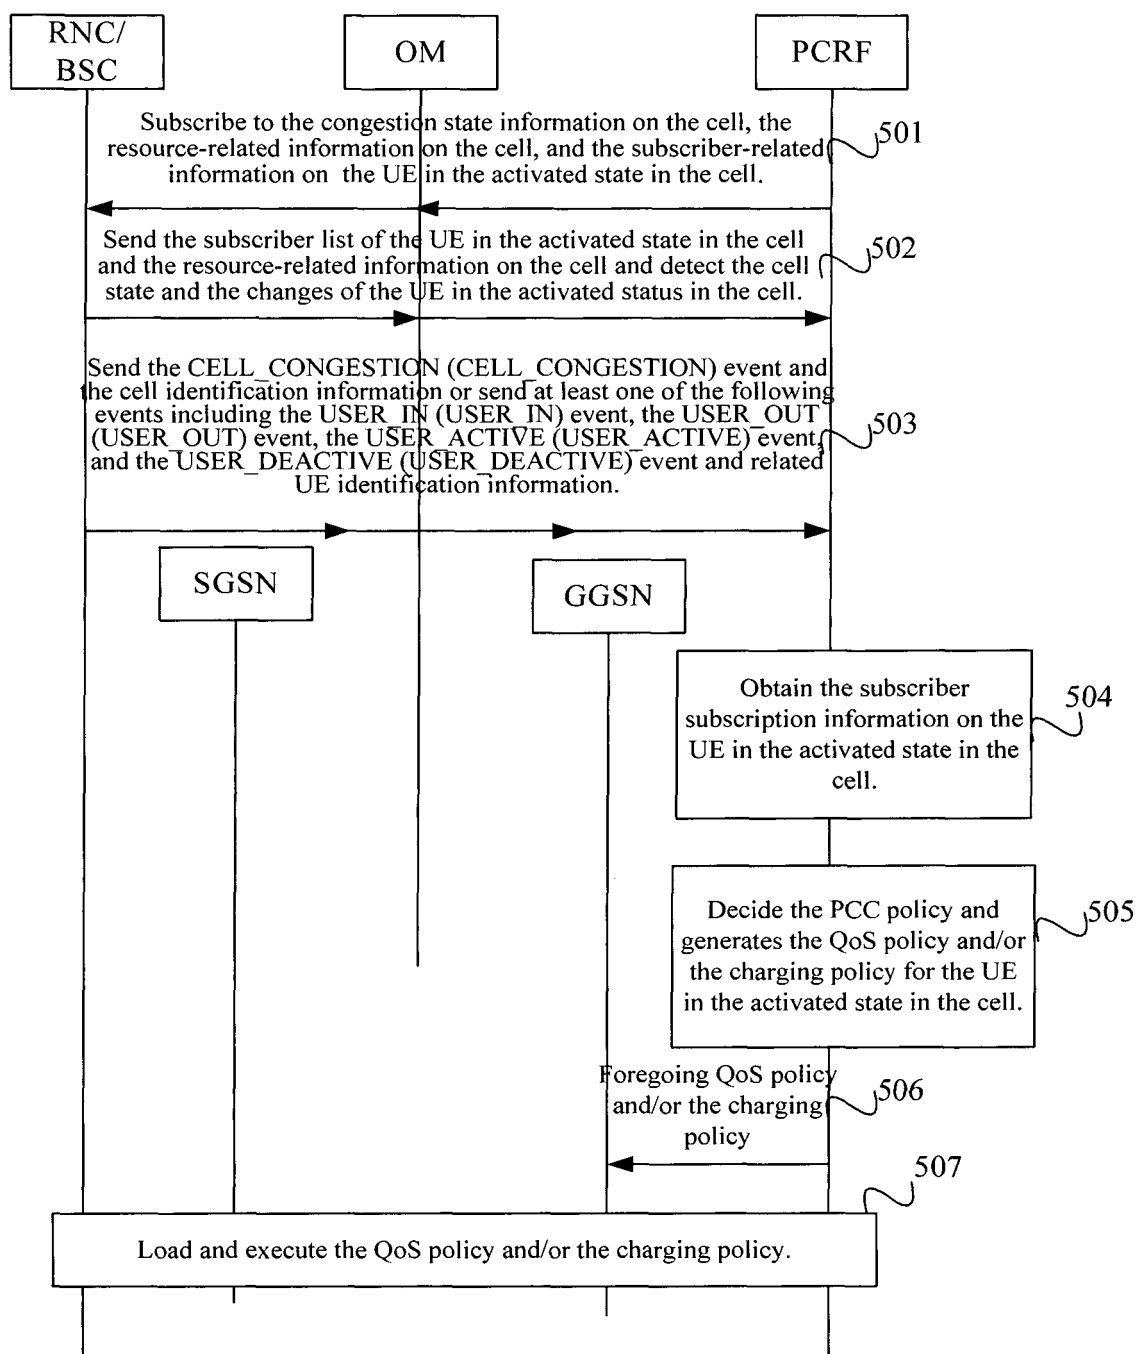 RNC/
BSC
OM
PCRF
Subscribe to the congestion state information on the cell, the
resource-related information on the cell, and the subscriber-related
information on the UE in the activated state in the cell.
501
Send the subscriber list of the UE in the activated state in the cell
and the resource-related information on the cell and detect the cell
state and the changes of the UE in the activated status in the cell.
502
Send the CELL_CONGESTION (CELL_CONGESTION) event and
the cell identification information or send at least one of the following
events including the USER_IN (USER_IN) event, the USER_OUT
(USER_OUT) event, the USER_ACTIVE (USER_ACTIVE) event,
and the USER_DEACTIVE (USER_DEACTIVE) event and related
UE identification information.
503
SGSN
GGSN
Obtain the subscriber
subscription information on the
UE in the activated state in the
cell.
504
Decide the PCC policy and
generates the QoS policy and/or
the charging policy for the UE
in the activated state in the cell.
505
Foregoing QoS policy
and/or the charging
policy
506
507
Load and execute the QoS policy and/or the charging policy.